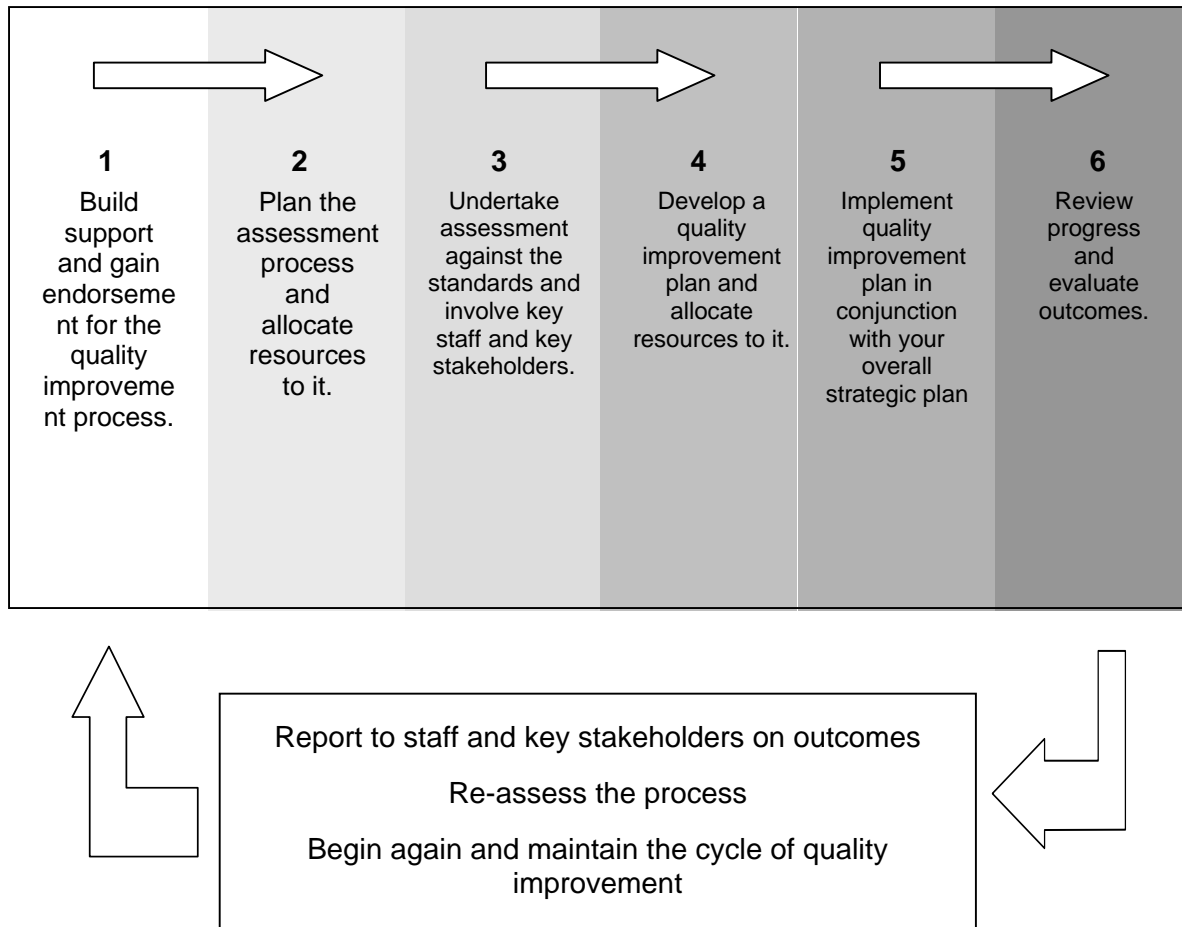 1
Build
support
and gain
endorseme
nt for the
quality
improveme
nt process.
2
Plan the
assessment
process
and
allocate
resources
to it.
3
Undertake
assessment
against the
standards and
involve key
staff and key
stakeholders.
4
Develop a
quality
improvement
plan and
allocate
resources to it.
5
Implement
quality
improvement
plan in
conjunction
with your
overall
strategic plan
6
Review
progress
and
evaluate
outcomes.
Report to staff and key stakeholders on outcomes
Re-assess the process
Begin again and maintain the cycle of quality
improvement